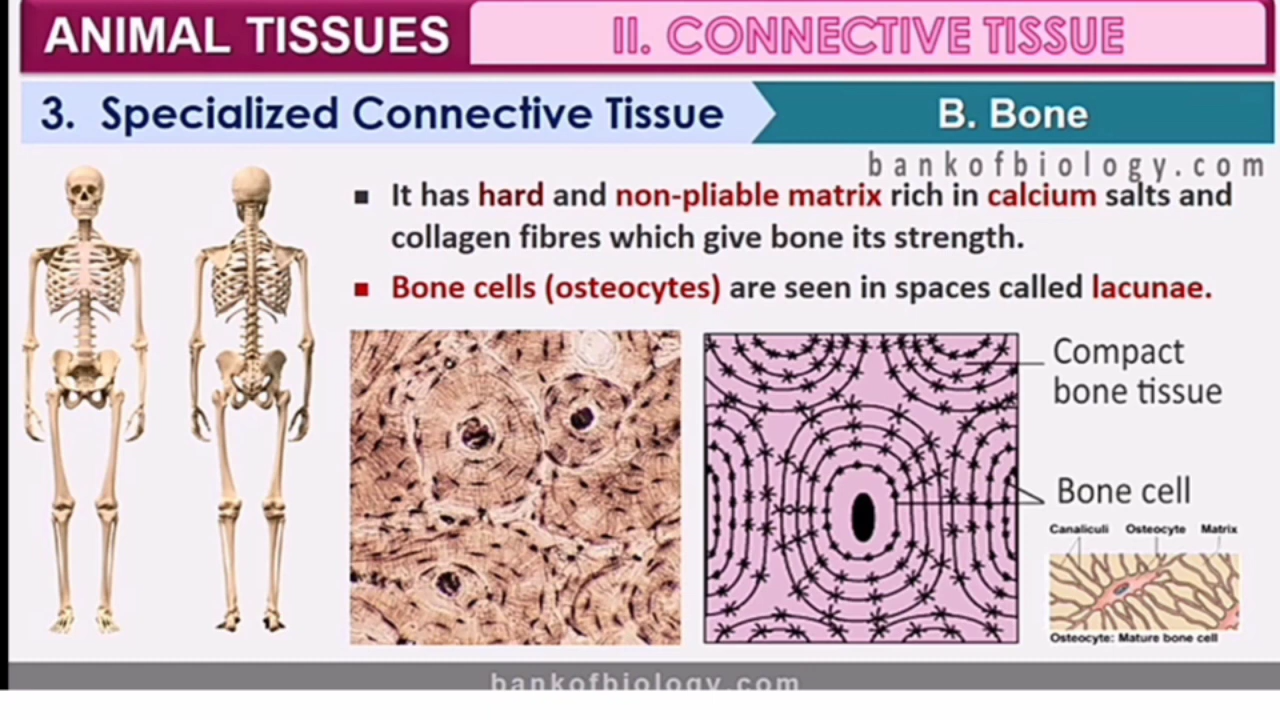 ANIMAL TISSUES
II. CONNECTIVE TISSUE
3. Specialized Connective Tissue
B. Bone
bankofbiology.com
It has hard and non-pliable matrix rich in calcium salts and
collagen fibres which give bone its strength.
Bone cells (osteocytes) are seen in spaces called lacunae.
Compact
bone tissue
Bone cell
Canaliculi Osteocyte Matrix
Osteocyte: Mature bone cell
bankofbiology.com